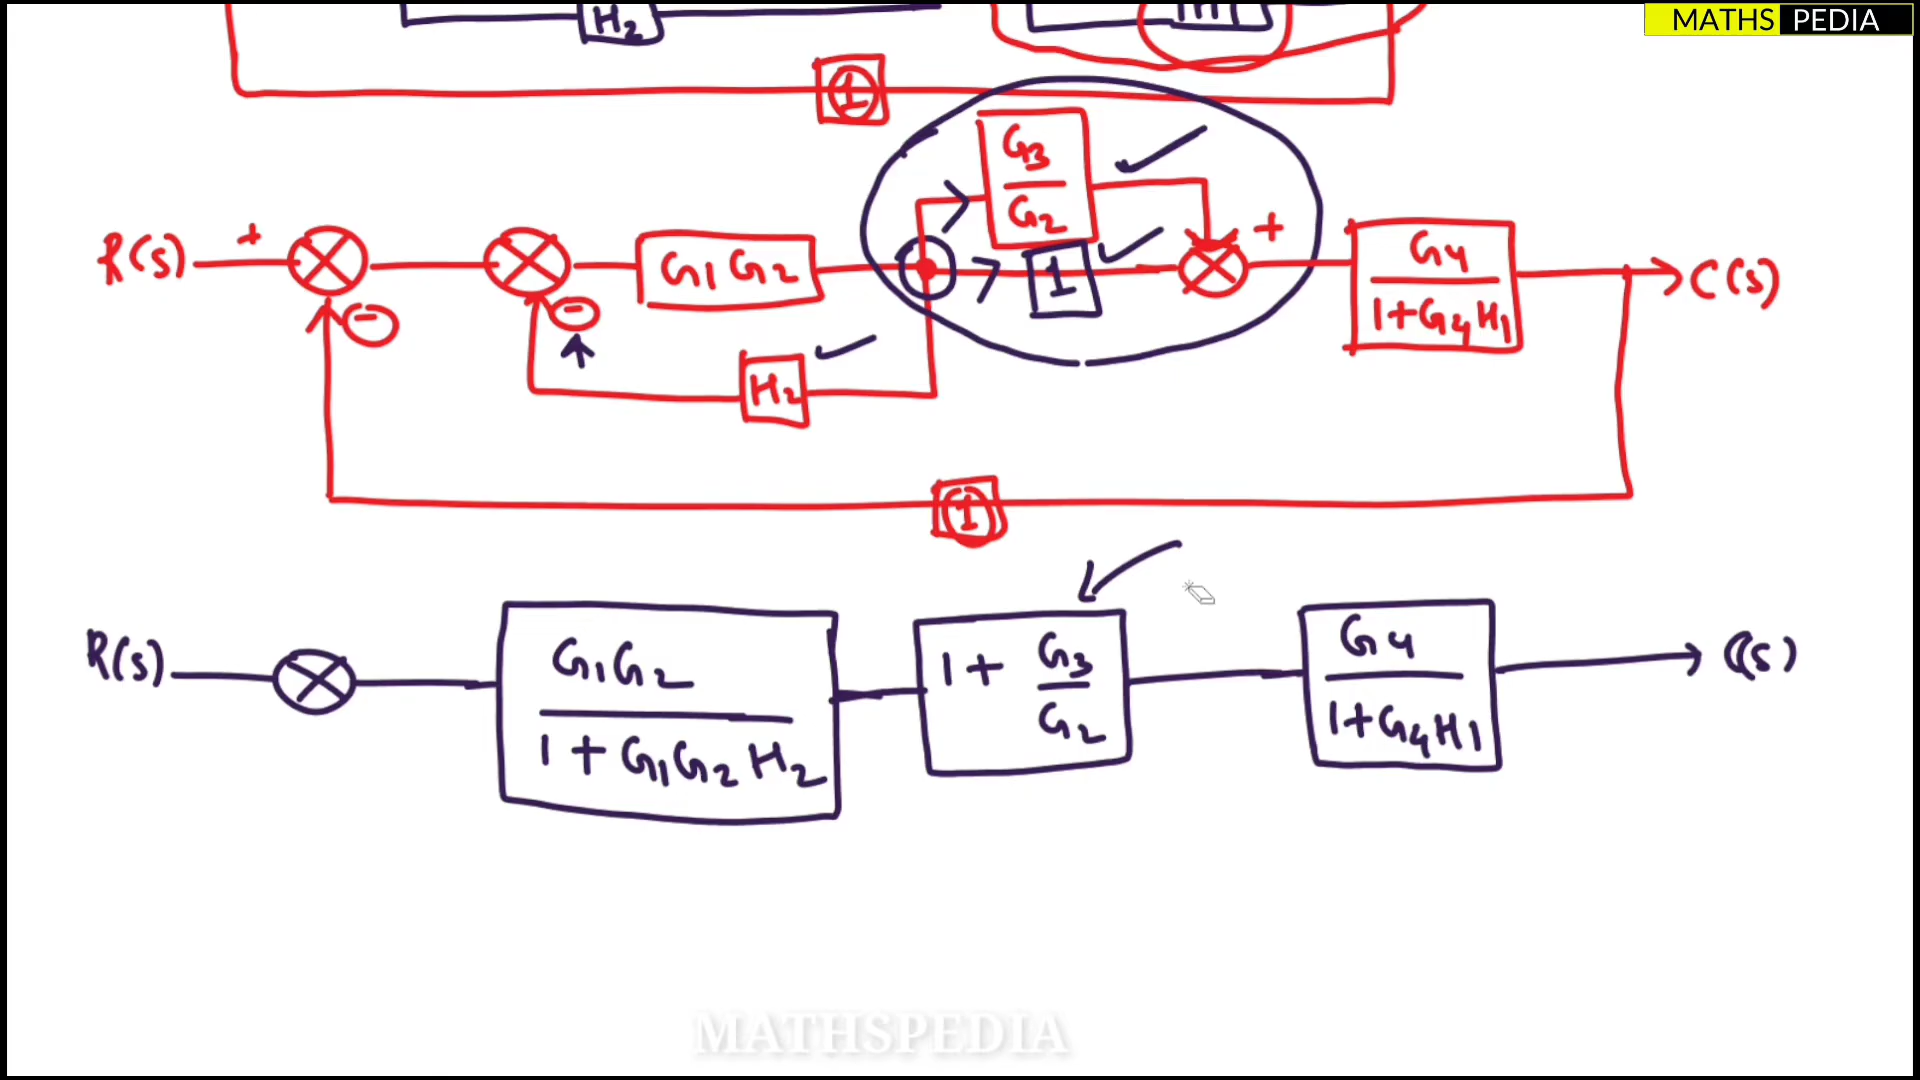 MATHS PEDIA
H₂
1
G₃
G₂
R(s) + G₁G₂ 1 + G₄ C(s)
1+G₄H₁
-
-
H₂
1
R(s) G₁G₂ 1 + G₃ G₄ C(s)
1 + G₁G₂H₂ G₂ 1+G₄H₁
MATHSPEDIA